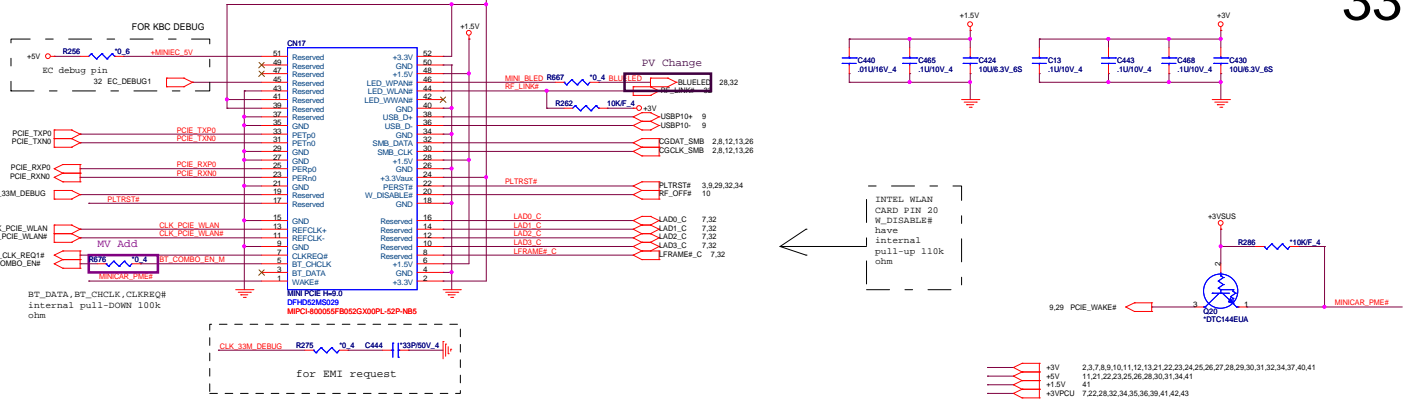 33
FOR KBC DEBUG
+5V R256 *0_6 +MINIEC_5V
EC debug pin
32 EC_DEBUG1
PCIE_TXP0 PCIE_TXP0
PCIE_TXN0 PCIE_TXN0
PCIE_RXP0 PCIE_RXP0
PCIE_RXN0 PCIE_RXN0
_33M_DEBUG
PLTRST#
_PCIE_WLAN CLK_PCIE_WLAN
_PCIE_WLAN# CLK_PCIE_WLAN#
MV Add
_CLK_REQ1#
OMBO_EN# R676 *0_4 BT_COMBO_EN_M
MINICAR_PME#
BT_DATA,BT_CHCLK,CLKREQ#
internal pull-DOWN 100k
ohm
CN17
51 Reserved +3.3V 52
49 Reserved GND 50
47 Reserved +1.5V 48
45 Reserved LED_WPAN# 46
43 Reserved LED_WLAN# 44
41 Reserved LED_WWAN# 42
39 Reserved GND 40
37 Reserved USB_D+ 38
35 GND USB_D- 36
33 PETp0 GND 34
31 PETn0 SMB_DATA 32
29 GND SMB_CLK 30
27 GND +1.5V 28
25 PERp0 GND 26
23 PERn0 +3.3Vaux 24
21 GND PERST# 22
19 Reserved W_DISABLE# 20
17 Reserved GND 18
15 GND Reserved 16
13 REFCLK+ Reserved 14
11 REFCLK- Reserved 12
9 GND Reserved 10
7 CLKREQ# Reserved 8
5 BT_CHCLK +1.5V 6
3 BT_DATA GND 4
1 WAKE# +3.3V 2
MINI PCIE H=9.0
DFHD52MS029
MIPCI-800055FB052GX00PL-52P-NB5
CLK_33M_DEBUG R275 *0_4 C444 *33P/50V_4
for EMI request
+1.5V
PV Change
MINI_BLED R667 *0_4 BLUELED BLUELED 28,32
RF_LINK#
R262 10K/F_4 +3V
USBP10+ 9
USBP10- 9
CGDAT_SMB 2,8,12,13,26
CGCLK_SMB 2,8,12,13,26
PLTRST# PLTRST# 3,9,29,32,34
RF_OFF# 10
LAD0_C LAD0_C 7,32
LAD1_C LAD1_C 7,32
LAD2_C LAD2_C 7,32
LAD3_C LAD3_C 7,32
LFRAME#_C LFRAME#_C 7,32
+1.5V
C440 .01U/16V_4
C465 .1U/10V_4
C424 10U/6.3V_6S
+3V
C13 .1U/10V_4
C443 .1U/10V_4
C468 .1U/10V_4
C430 10U/6.3V_6S
INTEL WLAN
CARD PIN 20
W_DISABLE#
have
internal
pull-up 110k
ohm
+3VSUS
R286 *10K/F_4
2
9,29 PCIE_WAKE# 3 1 MINICAR_PME#
Q20
*DTC144EUA
+3V 2,3,7,8,9,10,11,12,13,21,22,23,24,25,26,27,28,29,30,31,32,34,37,40,41
+5V 11,21,22,23,25,26,28,30,31,34,41
+1.5V 41
+3VPCU 7,22,28,32,34,35,36,39,41,42,43